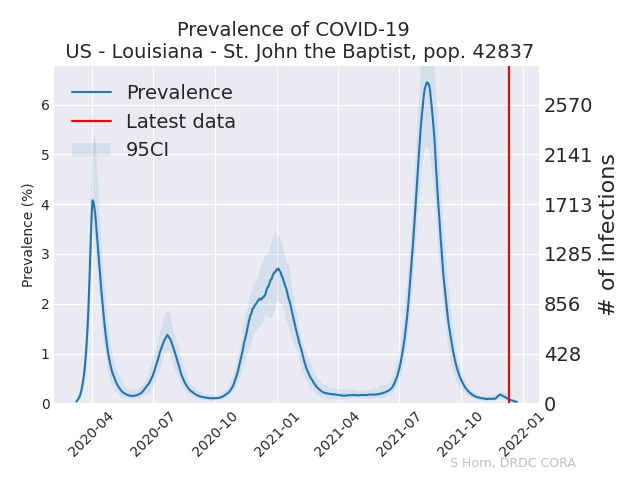 Prevalence of COVID-19
US - Louisiana - St. John the Baptist, pop. 42837
Prevalence
Latest data
95CI
Prevalence (%)
6
5
4
3
2
1
0
2570
2141
1713
1285
856
428
0
# of infections
2020-04
2020-07
2020-10
2021-01
2021-04
2021-07
2021-10
2022-01
S Horn, DRDC CORA